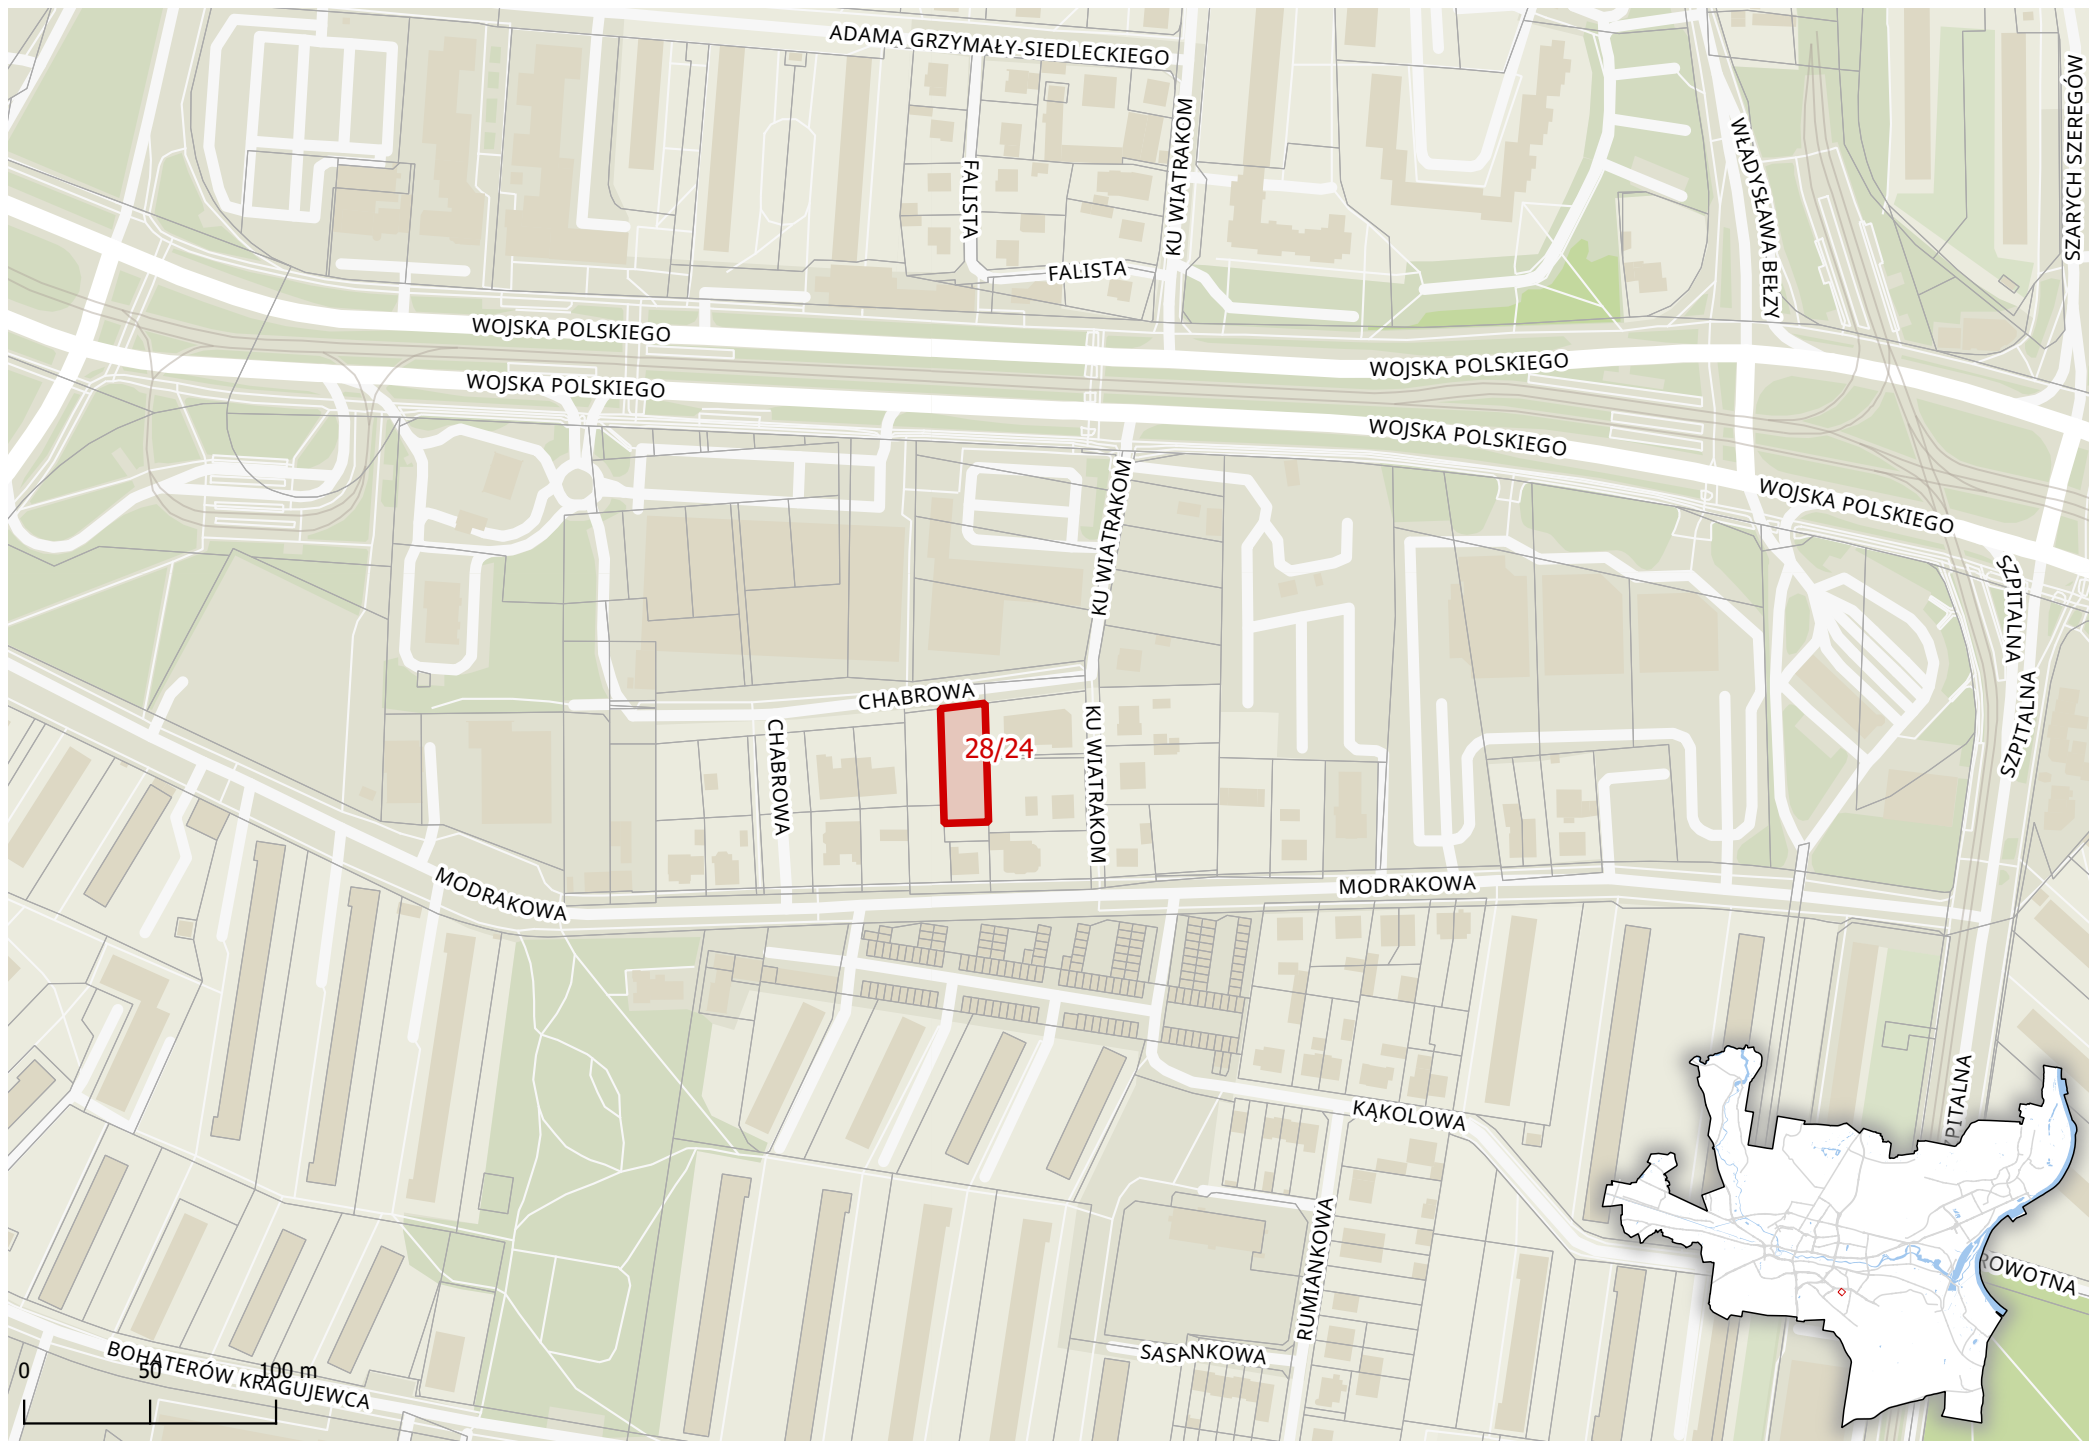 ADAMA GRZYMAŁY-SIEDLECKIEGO
SZARYCH SZEREGÓW
KU WIATRAKOM
WŁADYSŁAWA BEŁZY
FALISTA
FALISTA
WOJSKA POLSKIEGO
WOJSKA POLSKIEGO
WOJSKA POLSKIEGO
WOJSKA POLSKIEGO
WOJSKA POLSKIEGO
KU WIATRAKOM
SZPITALNA
SZPITALNA
CHABROWA
CHABROWA
28/24
KU WIATRAKOM
MODRAKOWA
MODRAKOWA
KĄKOLOWA
PITALNA
RUMIANKOWA
ROWOTNA
SASANKOWA
BOHATERÓW KRAGUJEWCA
0 50 100 m